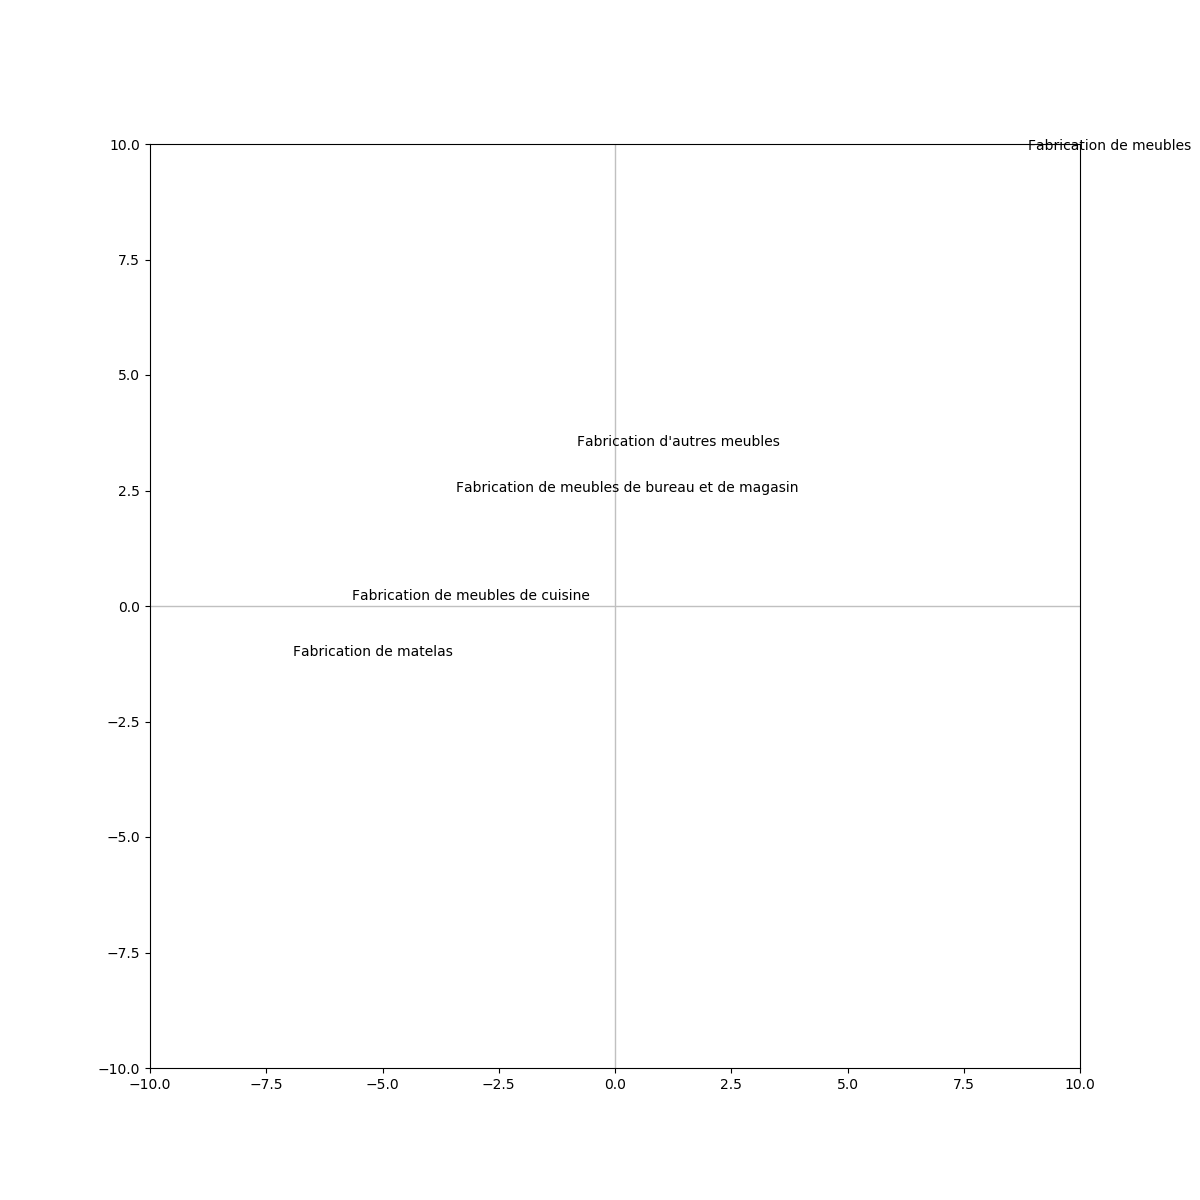 10.0
Fabrication de meubles
7.5
5.0
Fabrication d'autres meubles
2.5
Fabrication de meubles de bureau et de magasin
Fabrication de meubles de cuisine
0.0
Fabrication de matelas
−2.5
−5.0
−7.5
−10.0
−10.0 −7.5 −5.0 −2.5 0.0 2.5 5.0 7.5 10.0